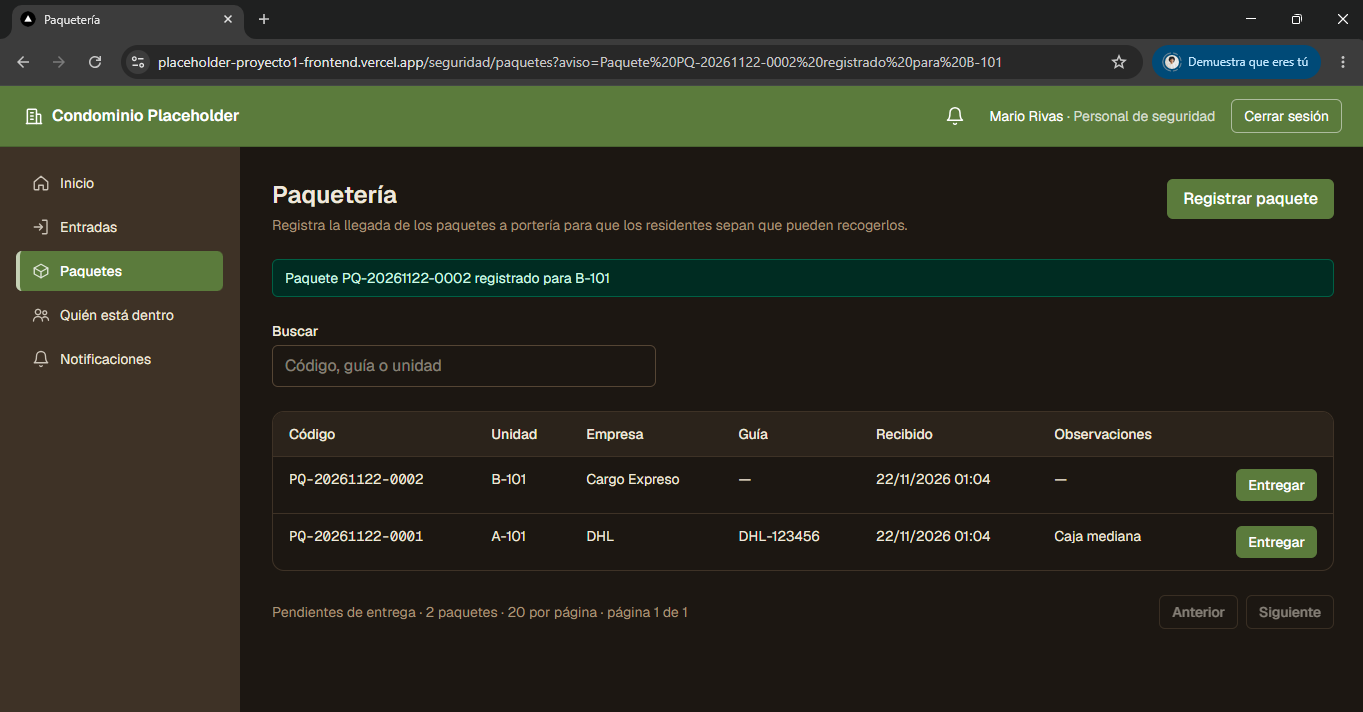 Paquetería
placeholder-proyecto1-frontend.vercel.app/seguridad/paquetes?aviso=Paquete%20PQ-20261122-0002%20registrado%20para%20B-101
Demuestra que eres tú
Condominio Placeholder
Mario Rivas · Personal de seguridad
Cerrar sesión
Inicio
Entradas
Paquetes
Quién está dentro
Notificaciones
Paquetería
Registra la llegada de los paquetes a portería para que los residentes sepan que pueden recogerlos.
Registrar paquete
Paquete PQ-20261122-0002 registrado para B-101
Buscar
Código, guía o unidad
Código Unidad Empresa Guía Recibido Observaciones
PQ-20261122-0002 B-101 Cargo Expreso — 22/11/2026 01:04 — Entregar
PQ-20261122-0001 A-101 DHL DHL-123456 22/11/2026 01:04 Caja mediana Entregar
Pendientes de entrega · 2 paquetes · 20 por página · página 1 de 1
Anterior Siguiente